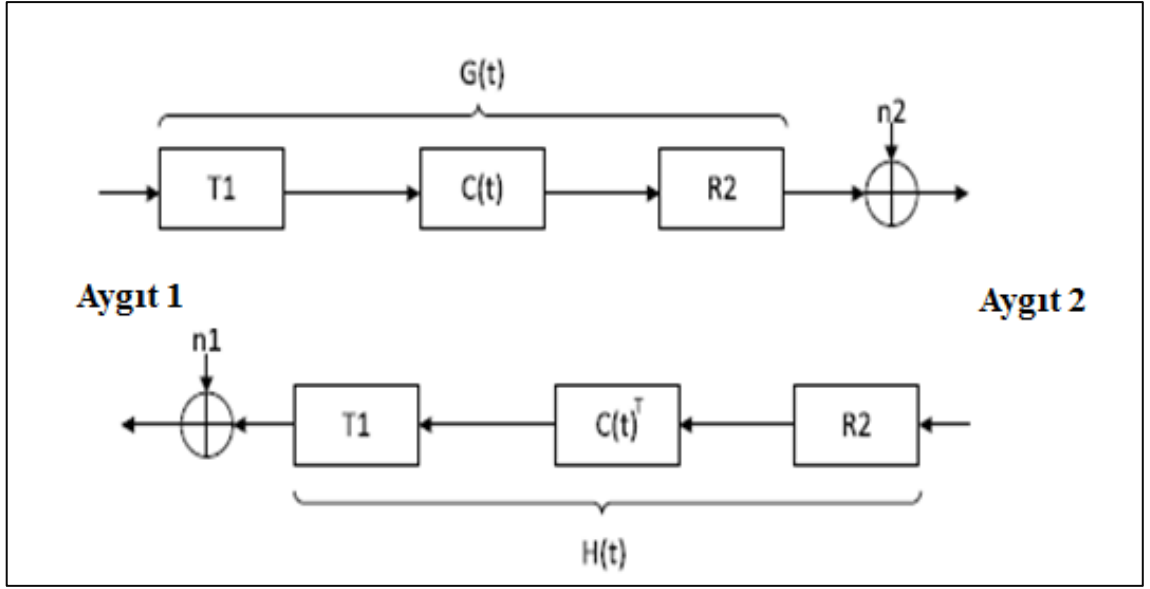 G(t)
n2
T1
C(t)
R2
Aygıt 1
Aygıt 2
n1
T1
C(t)^T
R2
H(t)